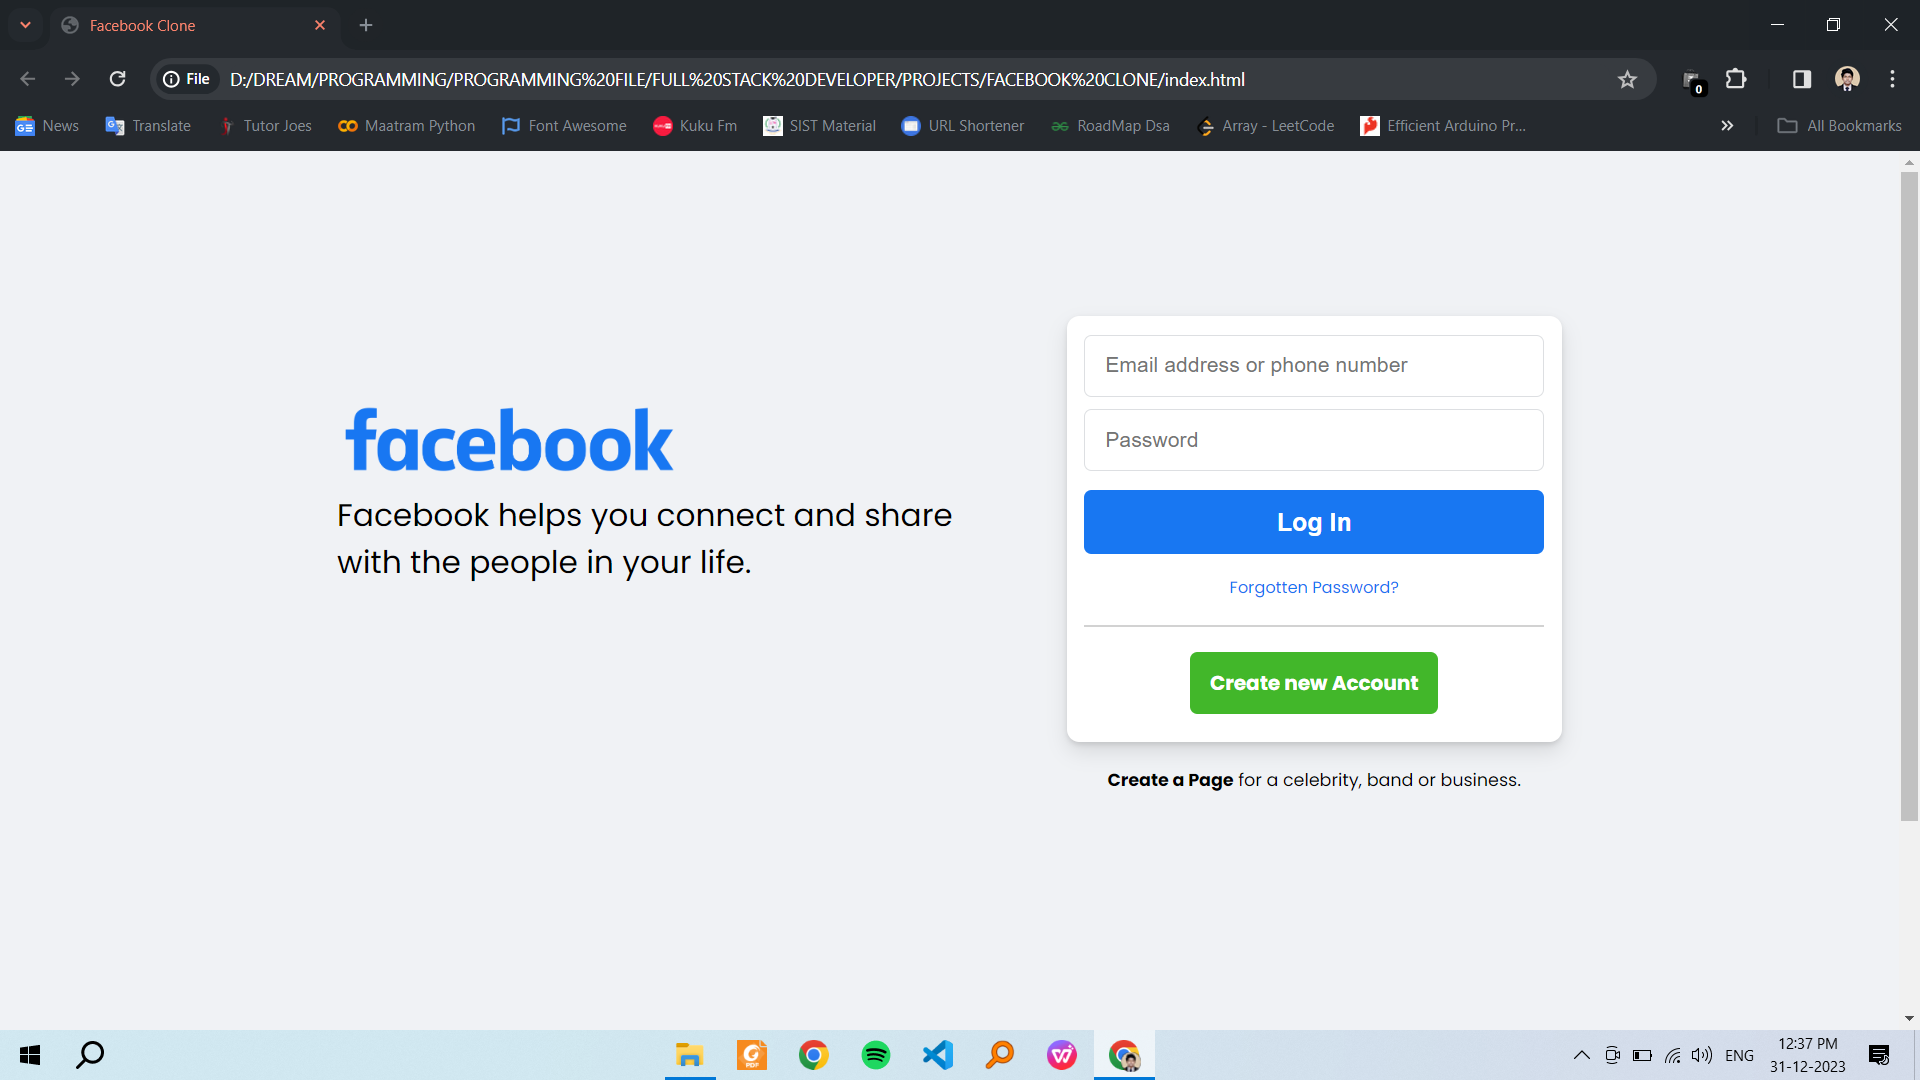 Facebook Clone
File
D:/DREAM/PROGRAMMING/PROGRAMMING%20FILE/FULL%20STACK%20DEVELOPER/PROJECTS/FACEBOOK%20CLONE/index.html
0
News
Translate
Tutor Joes
Maatram Python
Font Awesome
Kuku Fm
SIST Material
URL Shortener
RoadMap Dsa
Array - LeetCode
Efficient Arduino Pr...
All Bookmarks
facebook
Facebook helps you connect and share
with the people in your life.
Email address or phone number
Password
Log In
Forgotten Password?
Create new Account
Create a Page for a celebrity, band or business.
PDF
ENG
12:37 PM
31-12-2023